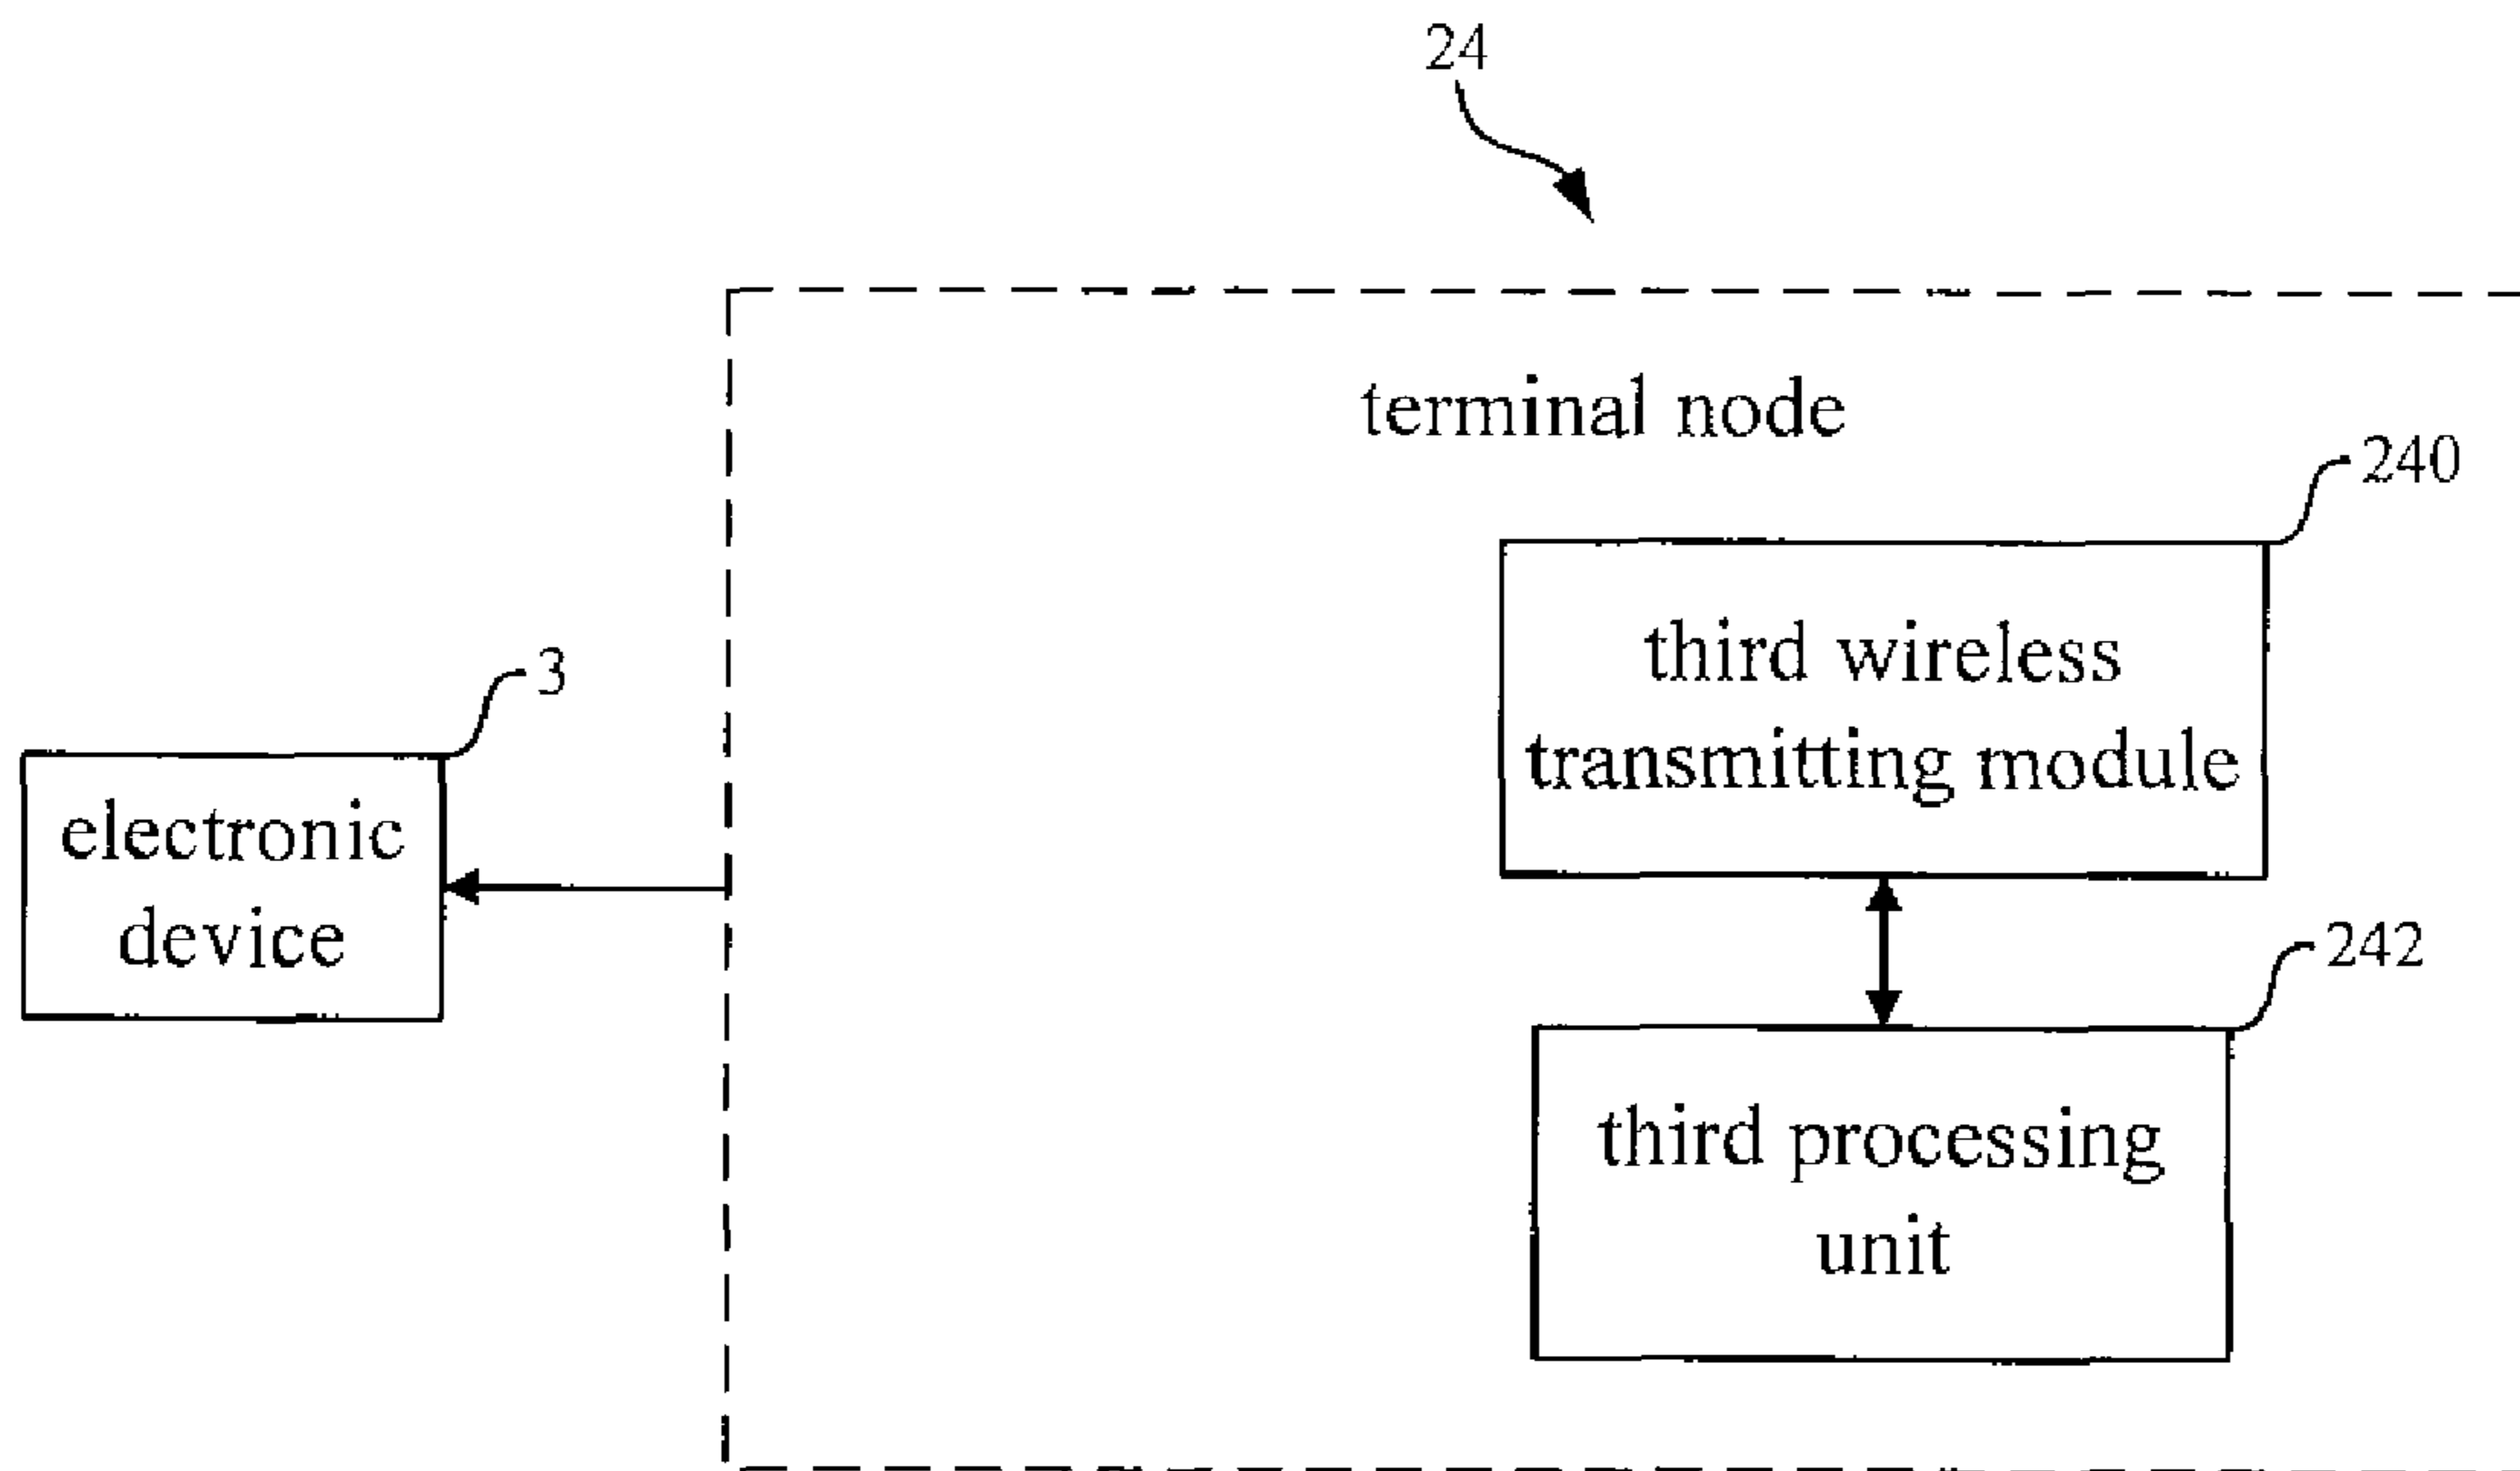 24
terminal node
240
third wireless
transmitting module
3
electronic
device
242
third processing
unit